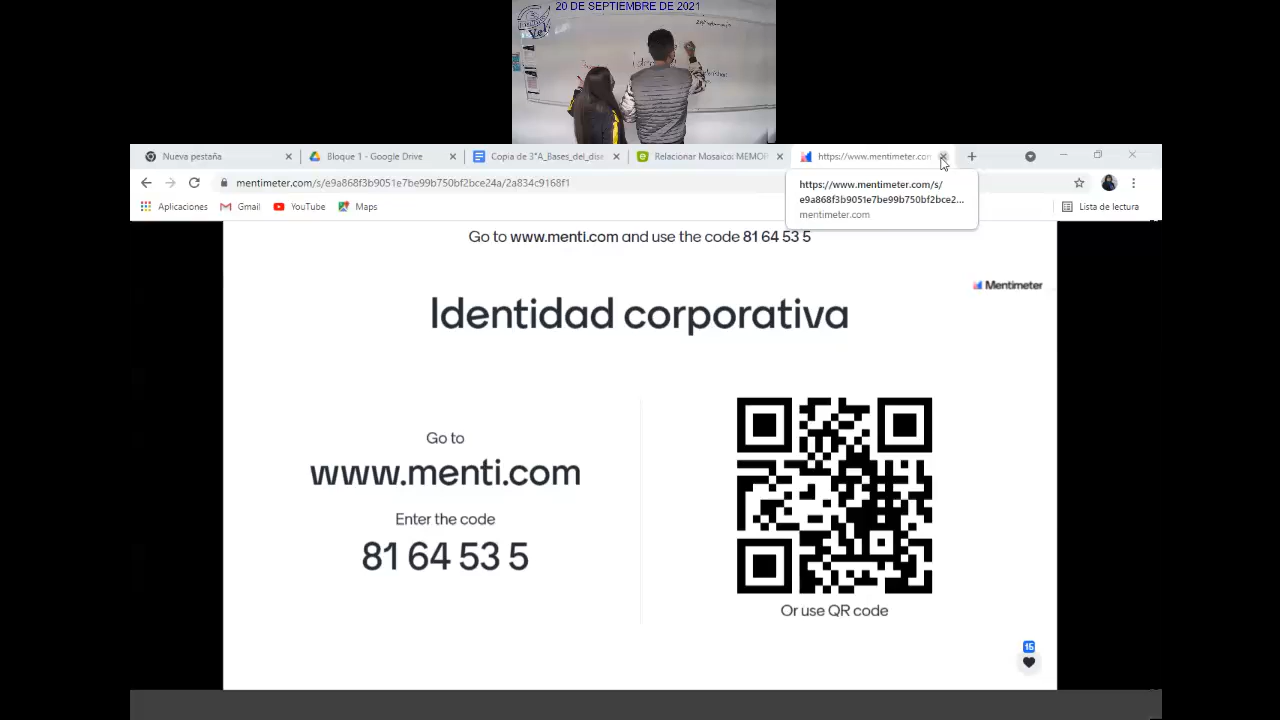 20 DE SEPTIEMBRE DE 2021
Nueva pestaña
Bloque 1 - Google Drive
Copia de 3°A_Bases_del_dise
Relacionar Mosaico: MEMOR
https://www.mentimeter.com
mentimeter.com/s/e9a868f3b9051e7be99b750bf2bce24a/2a834c9168f1
https://www.mentimeter.com/s/
e9a868f3b9051e7be99b750bf2bce2...
mentimeter.com
Aplicaciones
Gmail
YouTube
Maps
Lista de lectura
Go to www.menti.com and use the code 81 64 53 5
Mentimeter
Identidad corporativa
Go to
www.menti.com
Enter the code
81 64 53 5
Or use QR code
15